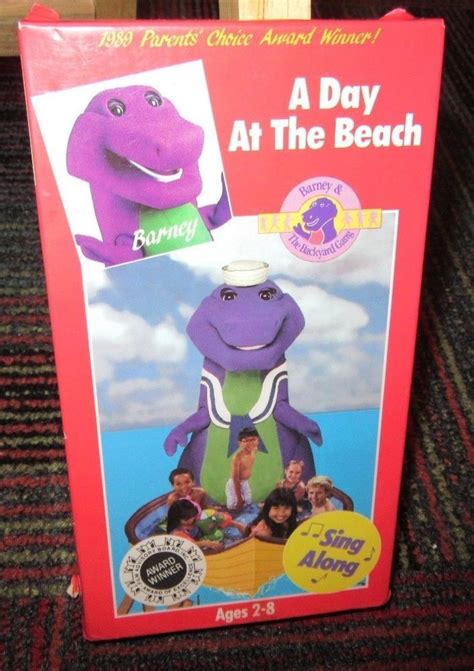 1989 Parents' Choice Award Winner!
A Day
At The Beach
Barney
Barney &
The Backyard Gang
Sing
Along
AWARD
WINNER
Ages 2-8